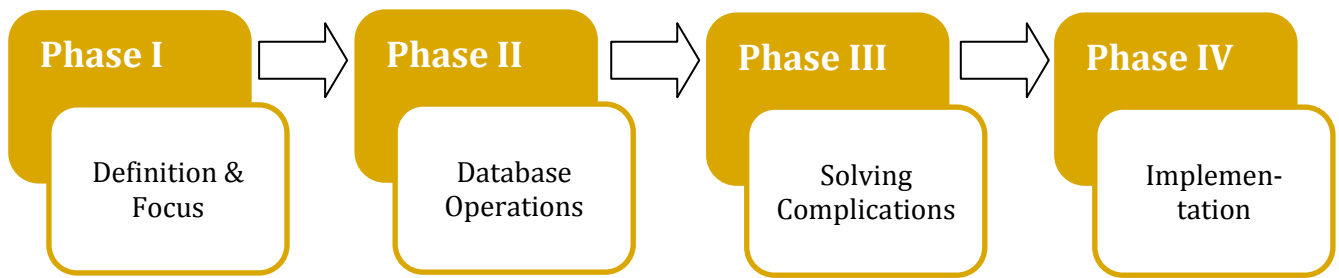 Phase I
Definition &
Focus
Phase II
Database
Operations
Phase III
Solving
Complications
Phase IV
Implemen-
tation